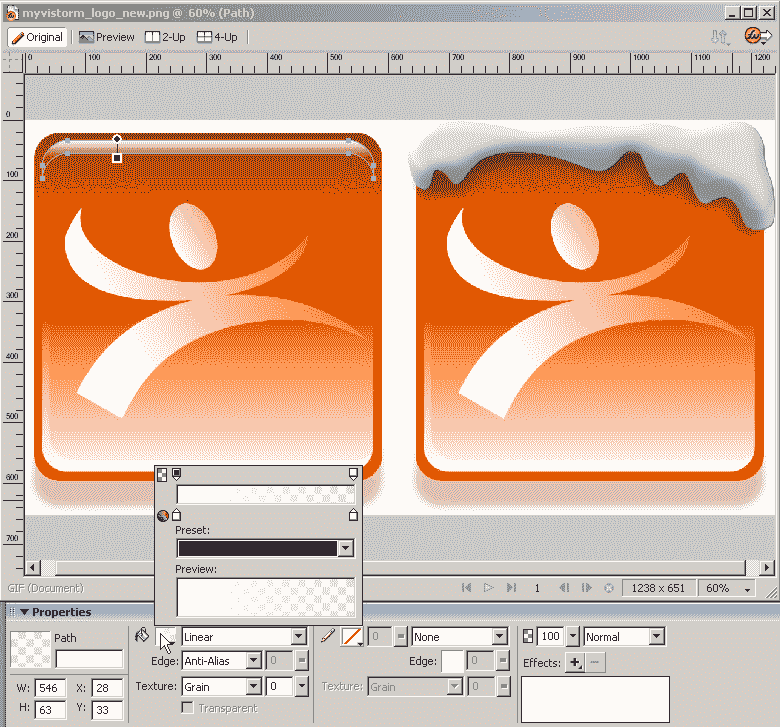 myvistorm_logo_new.png @ 60% (Path)
Original Preview 2-Up 4-Up
0 100 200 300 400 500 600 700 800 900 1000 1100 1200
0
100
200
300
400
500
600
700
Preset:
Preview:
GIF (Document) 1 1238 x 651 60%
Properties
Path Linear 0 None 100 Normal
Edge: Anti-Alias 0 Edge: 0 Effects:
W: 546 X: 28 Texture: Grain 0 Texture: Grain 0
H: 63 Y: 33 Transparent